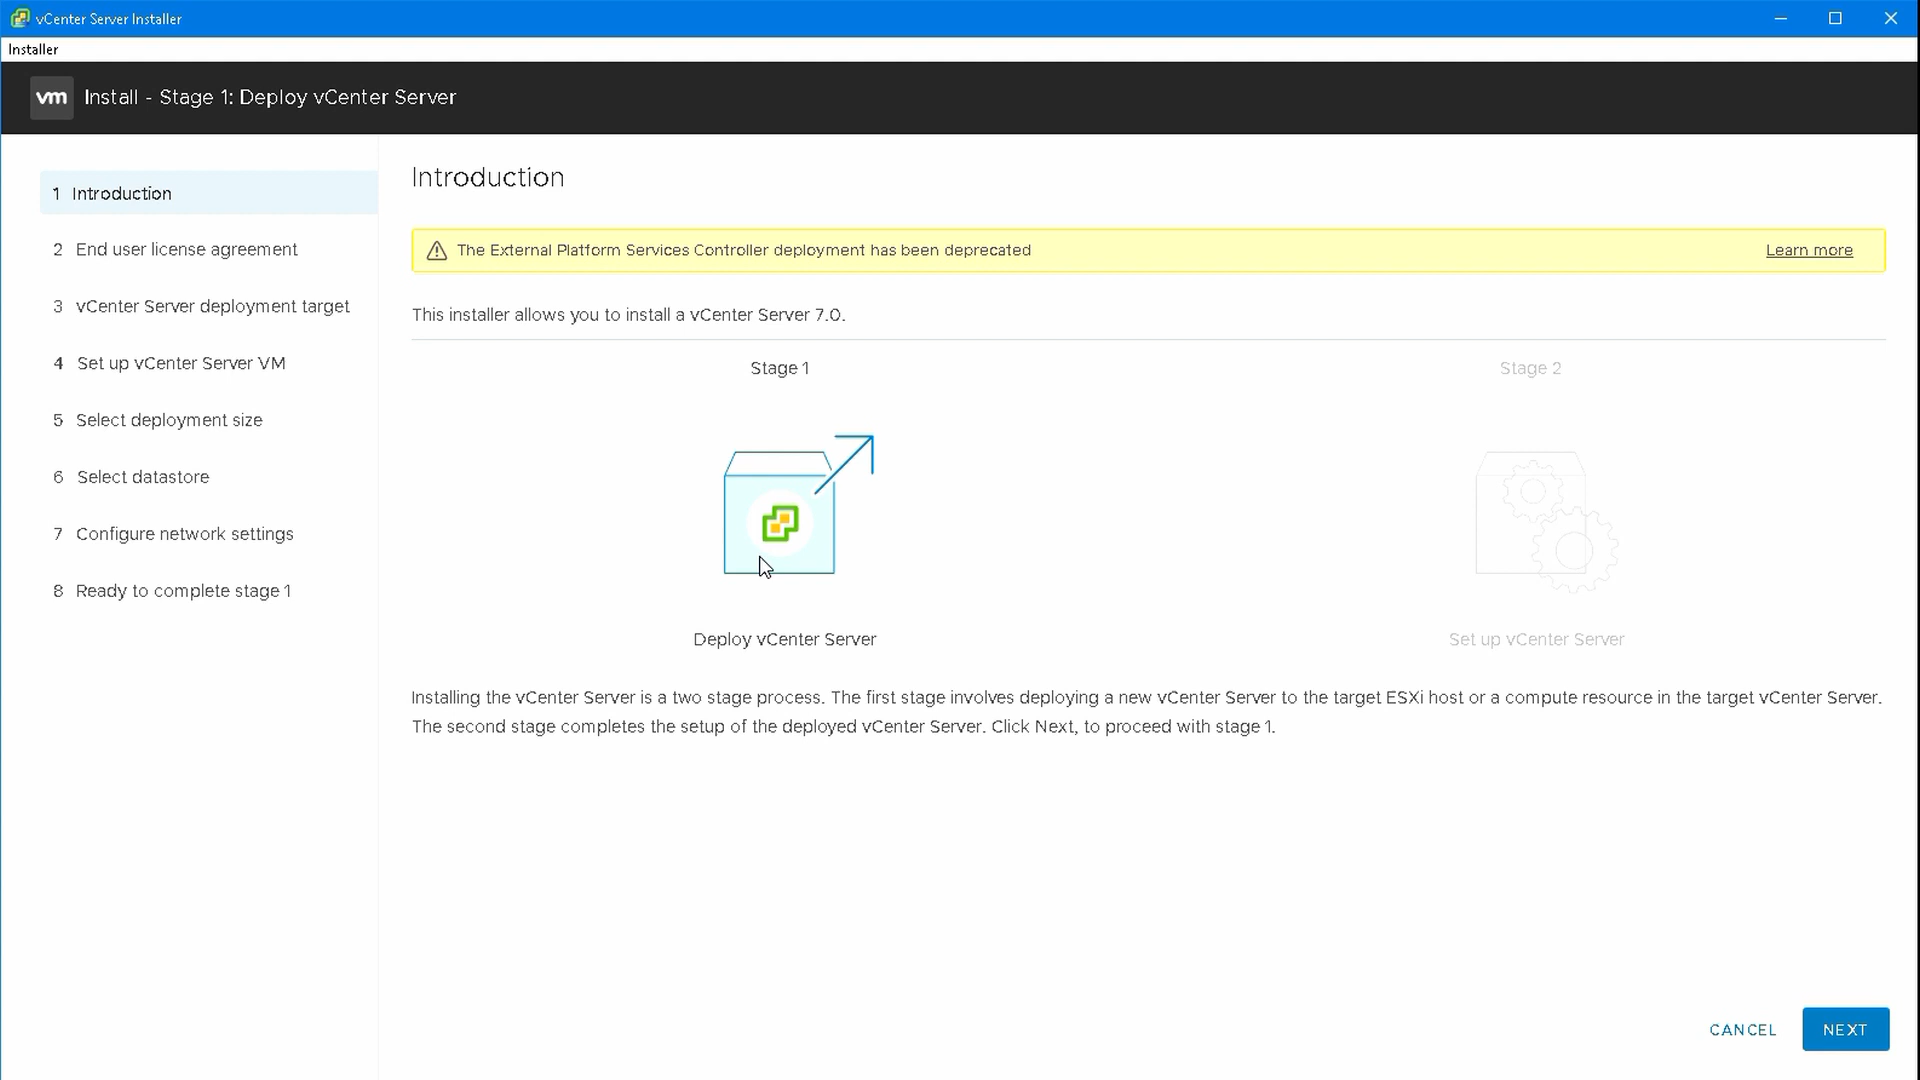 vCenter Server Installer
Installer
vm Install - Stage 1: Deploy vCenter Server
1 Introduction
2 End user license agreement
3 vCenter Server deployment target
4 Set up vCenter Server VM
5 Select deployment size
6 Select datastore
7 Configure network settings
8 Ready to complete stage 1
Introduction
The External Platform Services Controller deployment has been deprecated Learn more
This installer allows you to install a vCenter Server 7.0.
Stage 1 Stage 2
Deploy vCenter Server Set up vCenter Server
Installing the vCenter Server is a two stage process. The first stage involves deploying a new vCenter Server to the target ESXi host or a compute resource in the target vCenter Server.
The second stage completes the setup of the deployed vCenter Server. Click Next, to proceed with stage 1.
CANCEL NEXT